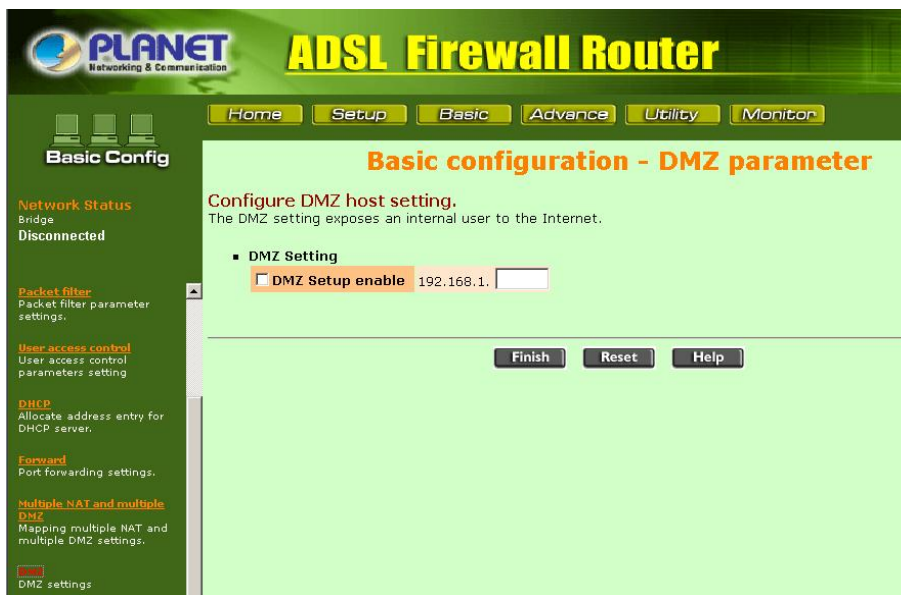 PLANET
Networking & Communication
ADSL Firewall Router
Home
Setup
Basic
Advance
Utility
Monitor
Basic Config
Network Status
Bridge
Disconnected
Packet filter
Packet filter parameter
settings.
User access control
User access control
parameters setting
DHCP
Allocate address entry for
DHCP server.
Forward
Port forwarding settings.
Multiple NAT and multiple
DMZ
Mapping multiple NAT and
multiple DMZ settings.
DMZ
DMZ settings
Basic configuration - DMZ parameter
Configure DMZ host setting.
The DMZ setting exposes an internal user to the Internet.
DMZ Setting
DMZ Setup enable 192.168.1.
Finish
Reset
Help